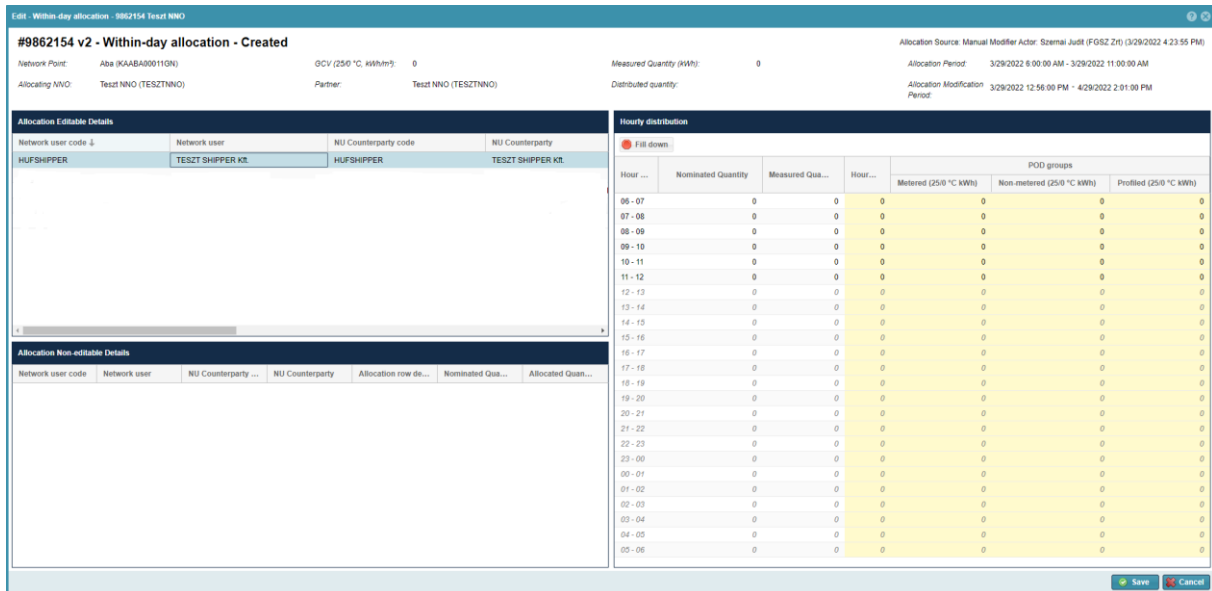 Edit - Within-day allocation - 9862154 Teszt NNO
#9862154 v2 - Within-day allocation - Created
Allocation Source: Manual Modifier Actor: Szernai Judit (FGSZ Zrt) (3/29/2022 4:23:55 PM)
Network Point: Aba (KAABA00011GN) GCV (25/0 °C, kWh/m³): 0 Measured Quantity (kWh): 0 Allocation Period: 3/29/2022 6:00:00 AM - 3/29/2022 11:00:00 AM
Allocating NNO: Teszt NNO (TESZTNNO) Partner: Teszt NNO (TESZTNNO) Distributed quantity: Allocation Modification Period: 3/29/2022 12:56:00 PM - 4/29/2022 2:01:00 PM
Allocation Editable Details
Network user code ↓ Network user NU Counterparty code NU Counterparty
HUFSHIPPER TESZT SHIPPER Kft. HUFSHIPPER TESZT SHIPPER Kft.
Allocation Non-editable Details
Network user code Network user NU Counterparty ... NU Counterparty Allocation row de... Nominated Qua... Allocated Quan...
Hourly distribution
Fill down
Hour ... Nominated Quantity Measured Qua... Hour... POD groups
Metered (25/0 °C kWh) Non-metered (25/0 °C kWh) Profiled (25/0 °C kWh)
06 - 07 0 0 0 0 0 0
07 - 08 0 0 0 0 0 0
08 - 09 0 0 0 0 0 0
09 - 10 0 0 0 0 0 0
10 - 11 0 0 0 0 0 0
11 - 12 0 0 0 0 0 0
12 - 13 0 0 0 0 0 0
13 - 14 0 0 0 0 0 0
14 - 15 0 0 0 0 0 0
15 - 16 0 0 0 0 0 0
16 - 17 0 0 0 0 0 0
17 - 18 0 0 0 0 0 0
18 - 19 0 0 0 0 0 0
19 - 20 0 0 0 0 0 0
20 - 21 0 0 0 0 0 0
21 - 22 0 0 0 0 0 0
22 - 23 0 0 0 0 0 0
23 - 00 0 0 0 0 0 0
00 - 01 0 0 0 0 0 0
01 - 02 0 0 0 0 0 0
02 - 03 0 0 0 0 0 0
03 - 04 0 0 0 0 0 0
04 - 05 0 0 0 0 0 0
05 - 06 0 0 0 0 0 0
Save Cancel